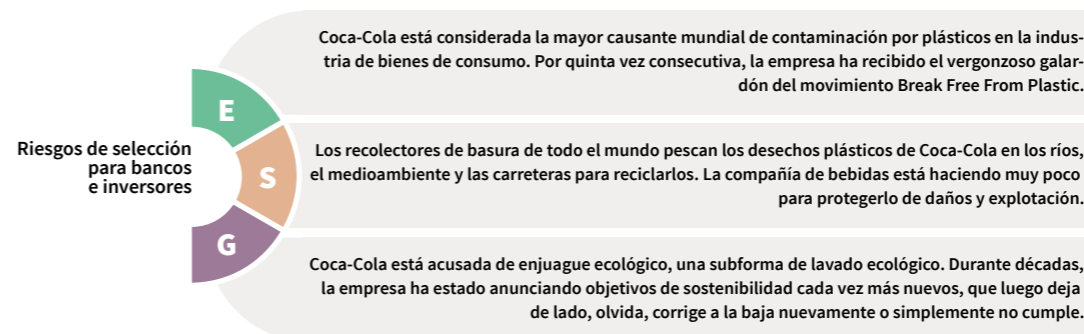 Riesgos de selección
para bancos
e inversores
E
Coca-Cola está considerada la mayor causante mundial de contaminación por plásticos en la indus-
tria de bienes de consumo. Por quinta vez consecutiva, la empresa ha recibido el vergonzoso galar-
dón del movimiento Break Free From Plastic.
S
Los recolectores de basura de todo el mundo pescan los desechos plásticos de Coca-Cola en los ríos,
el medioambiente y las carreteras para reciclarlos. La compañía de bebidas está haciendo muy poco
para protegerlo de daños y explotación.
G
Coca-Cola está acusada de enjuague ecológico, una subforma de lavado ecológico. Durante décadas,
la empresa ha estado anunciando objetivos de sostenibilidad cada vez más nuevos, que luego deja
de lado, olvida, corrige a la baja nuevamente o simplemente no cumple.